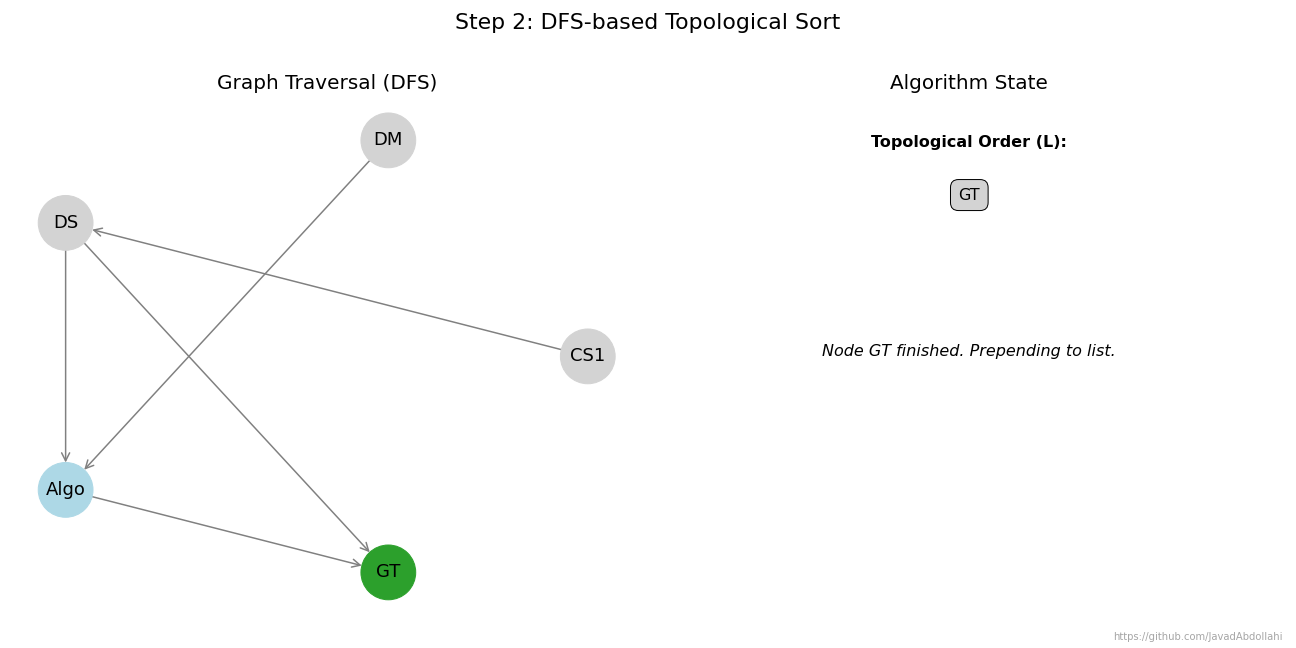 Step 2: DFS-based Topological Sort
Graph Traversal (DFS)
DM
DS
CS1
Algo
GT
Algorithm State
Topological Order (L):
GT
Node GT finished. Prepending to list.
https://github.com/JavadAbdollahi